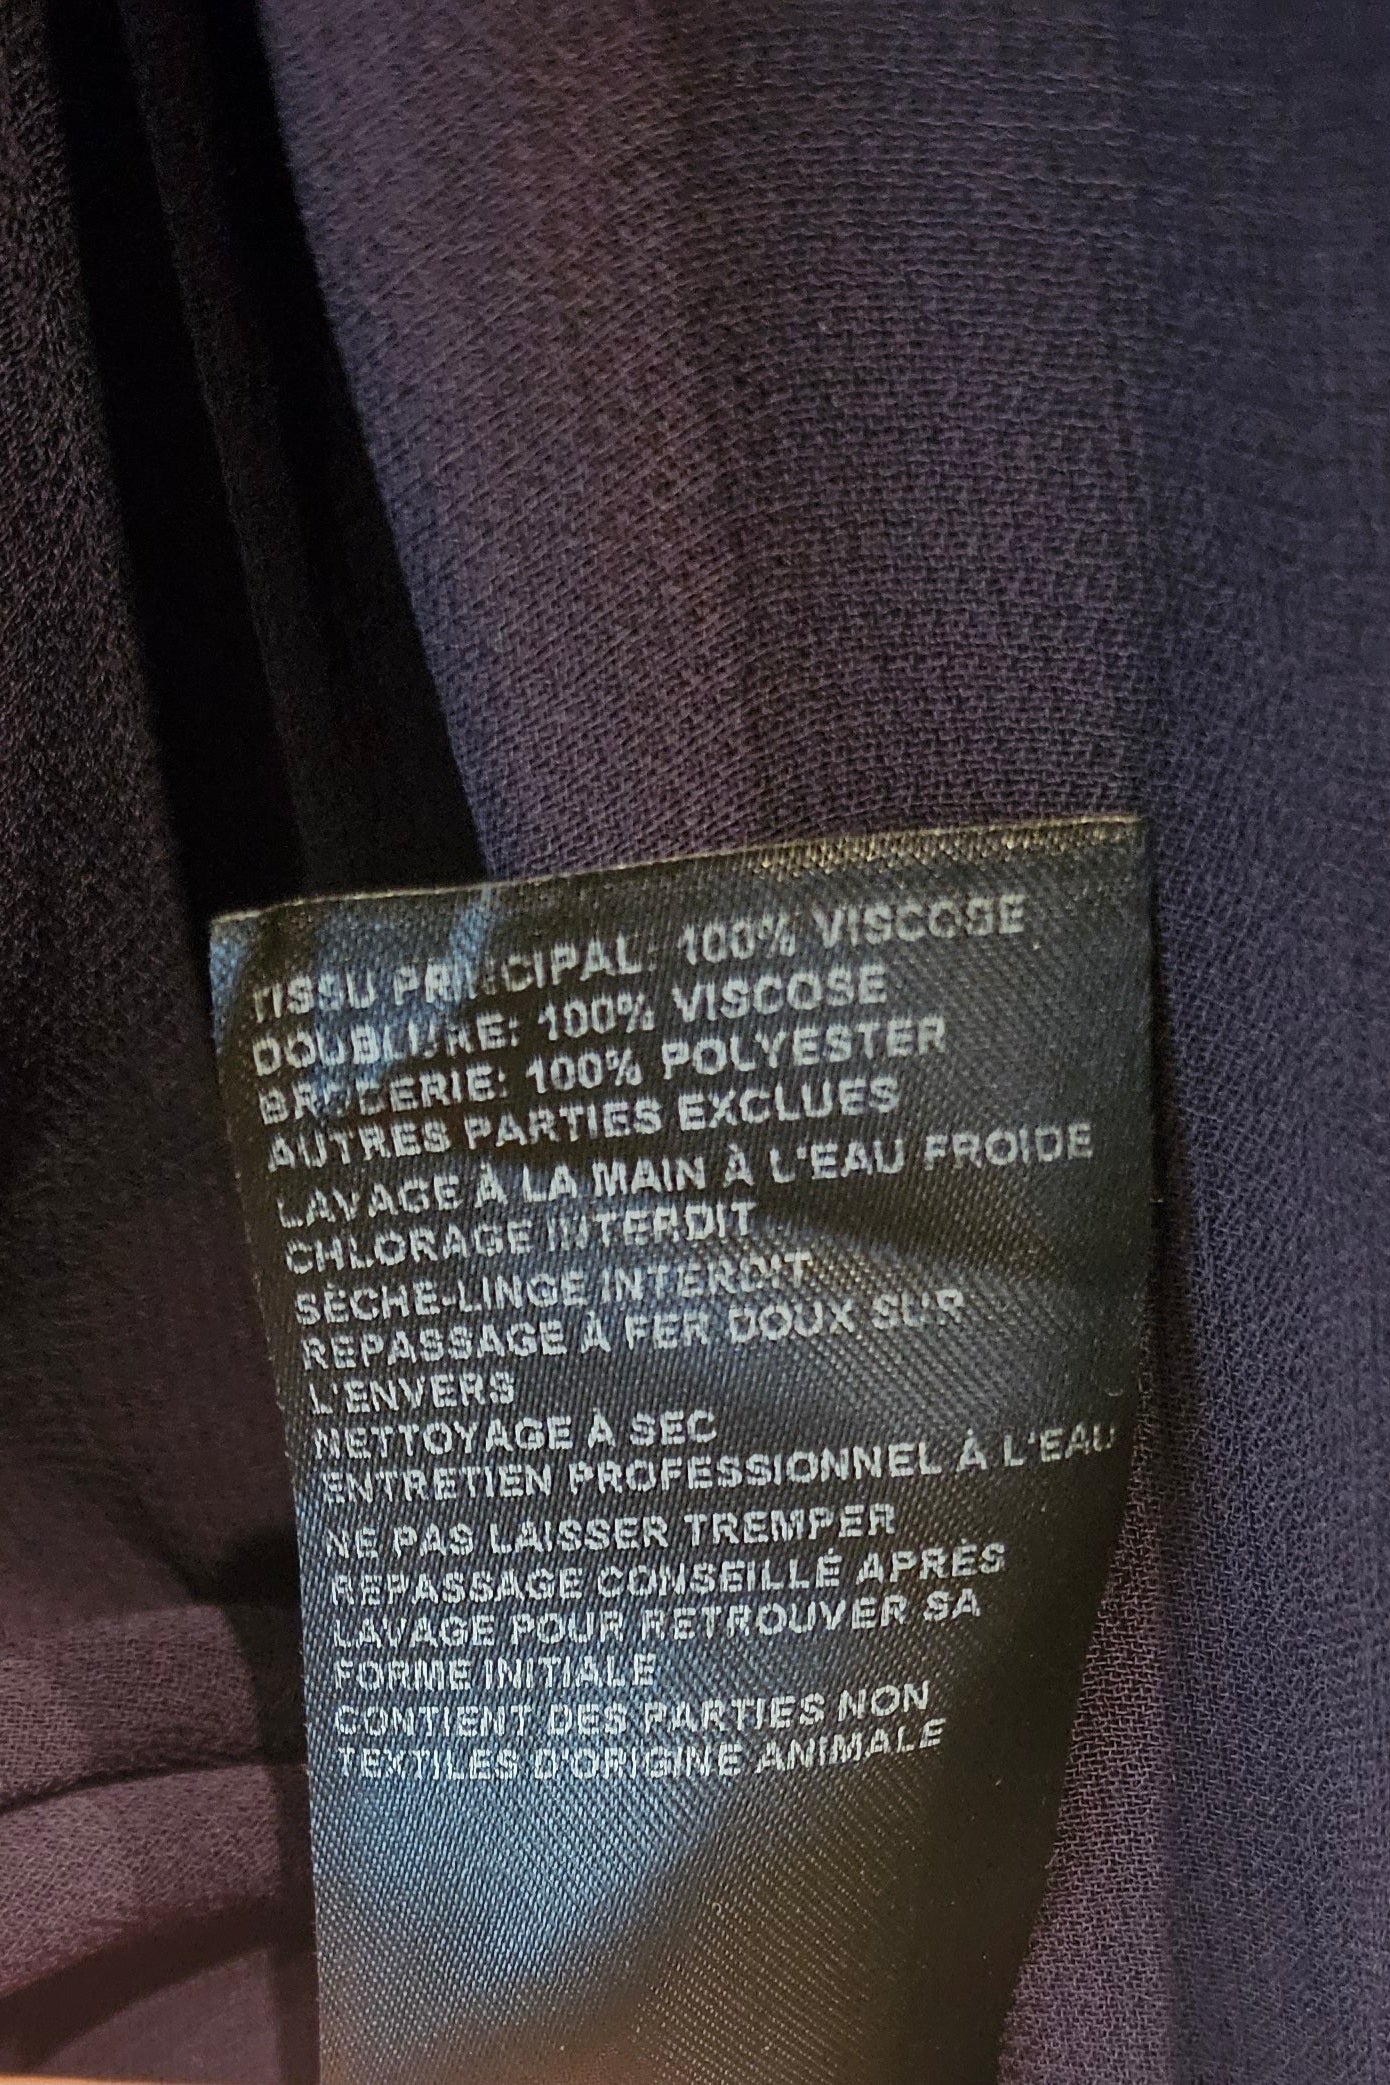 TISSU PRINCIPAL: 100% VISCOSE
DOUBLURE: 100% VISCOSE
BRODERIE: 100% POLYESTER
AUTRES PARTIES EXCLUES
LAVAGE À LA MAIN À L'EAU FROIDE
CHLORAGE INTERDIT
SÈCHE-LINGE INTERDIT
REPASSAGE À FER DOUX SUR
L'ENVERS
NETTOYAGE À SEC
ENTRETIEN PROFESSIONNEL À L'EAU
NE PAS LAISSER TREMPER
REPASSAGE CONSEILLÉ APRÈS
LAVAGE POUR RETROUVER SA
FORME INITIALE
CONTIENT DES PARTIES NON
TEXTILES D'ORIGINE ANIMALE